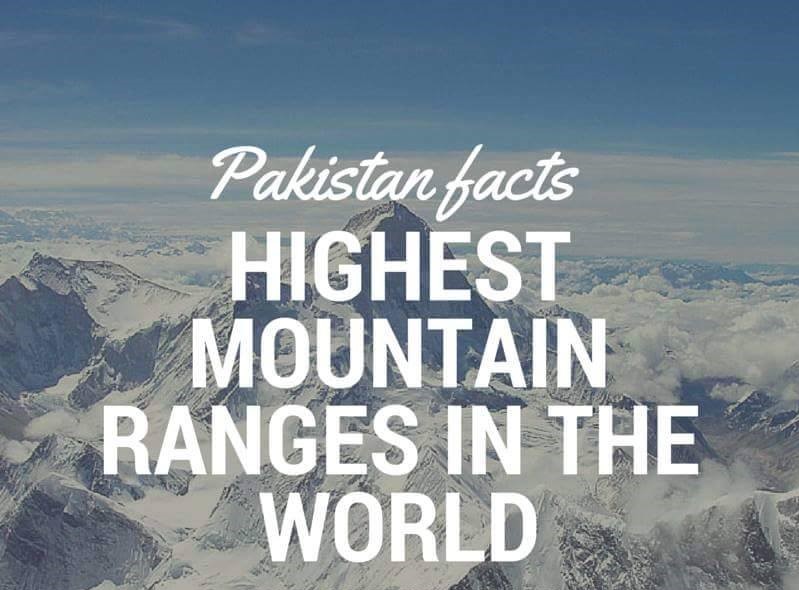 Pakistan facts
HIGHEST
MOUNTAIN
RANGES IN THE
WORLD